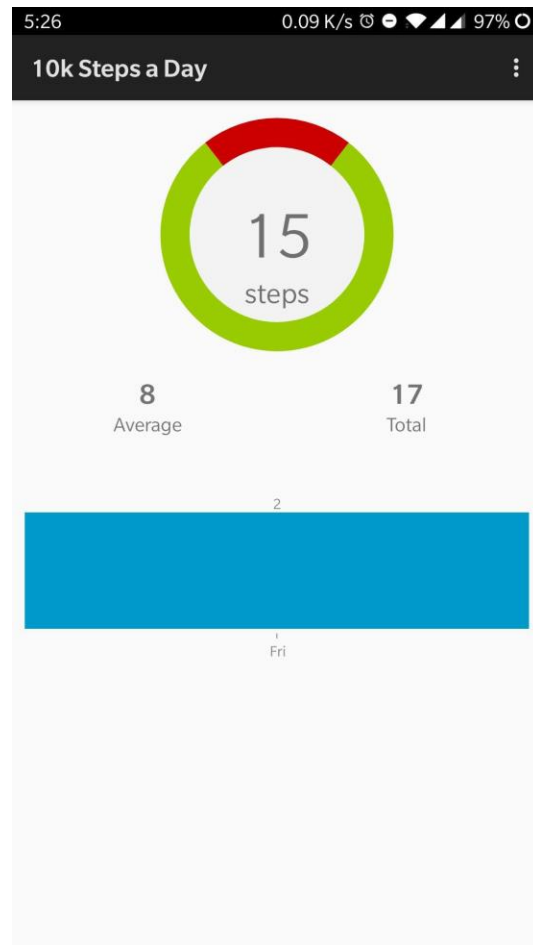 5:26 0.09 K/s 97%
10k Steps a Day
15
steps
8 17
Average Total
2
Fri